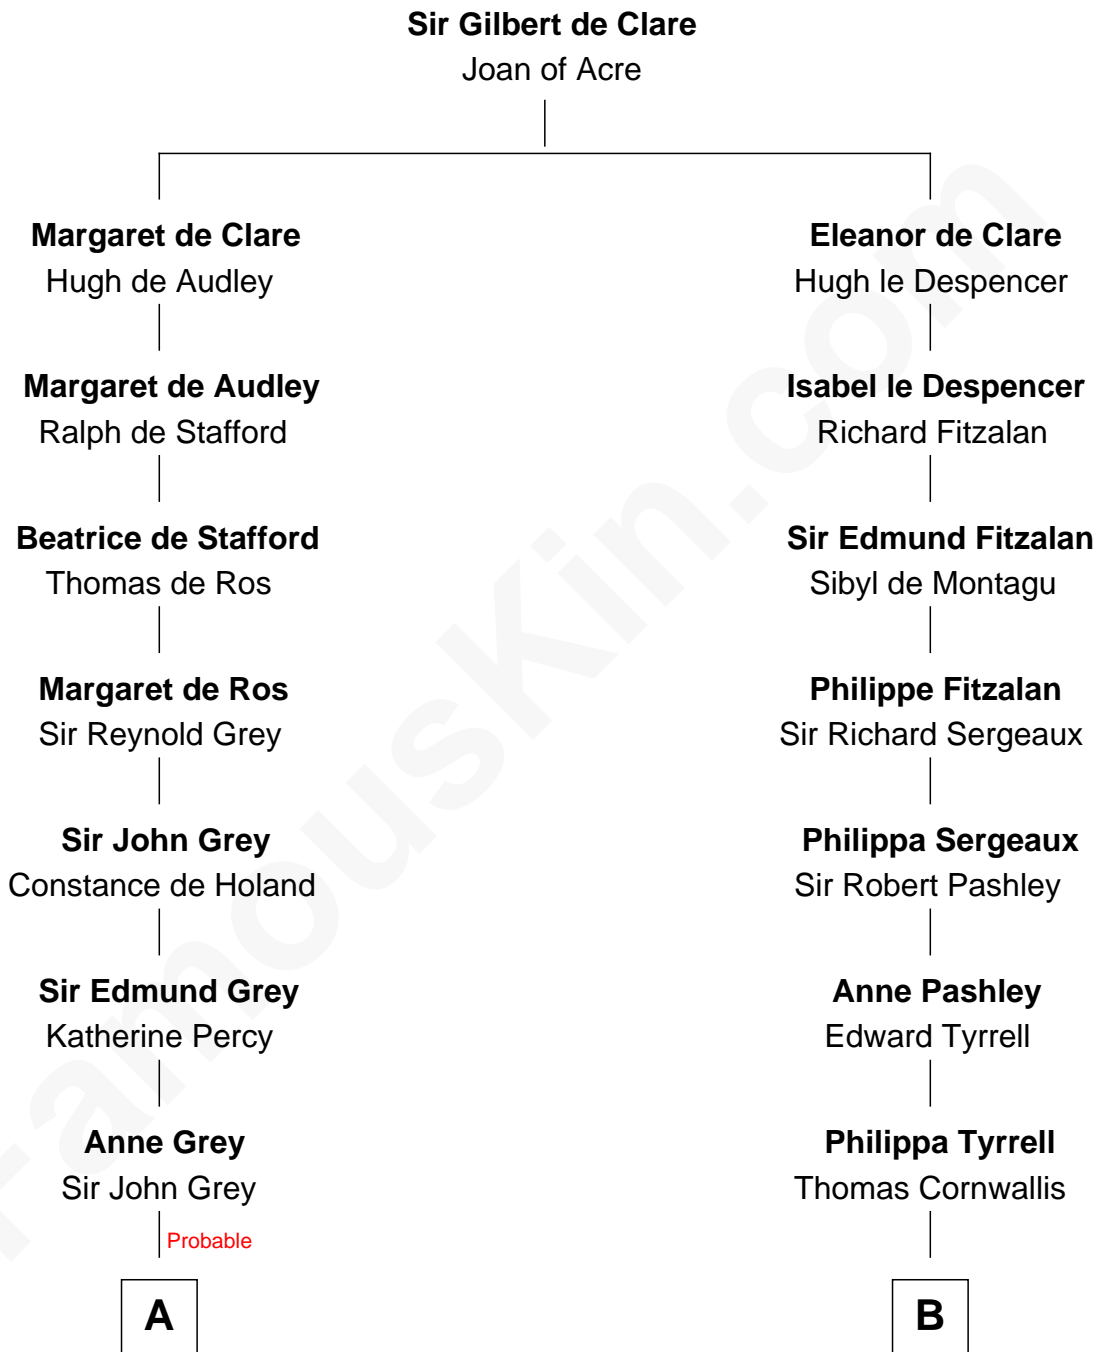 Sir Gilbert de Clare
Joan of Acre
Margaret de Clare
Hugh de Audley
Eleanor de Clare
Hugh le Despencer
Margaret de Audley
Ralph de Stafford
Isabel le Despencer
Richard Fitzalan
Beatrice de Stafford
Thomas de Ros
Sir Edmund Fitzalan
Sibyl de Montagu
Margaret de Ros
Sir Reynold Grey
Philippe Fitzalan
Sir Richard Sergeaux
Sir John Grey
Constance de Holand
Philippa Sergeaux
Sir Robert Pashley
Sir Edmund Grey
Katherine Percy
Anne Pashley
Edward Tyrrell
Anne Grey
Sir John Grey
Philippa Tyrrell
Thomas Cornwallis
Probable
A
B
FamousKin.com